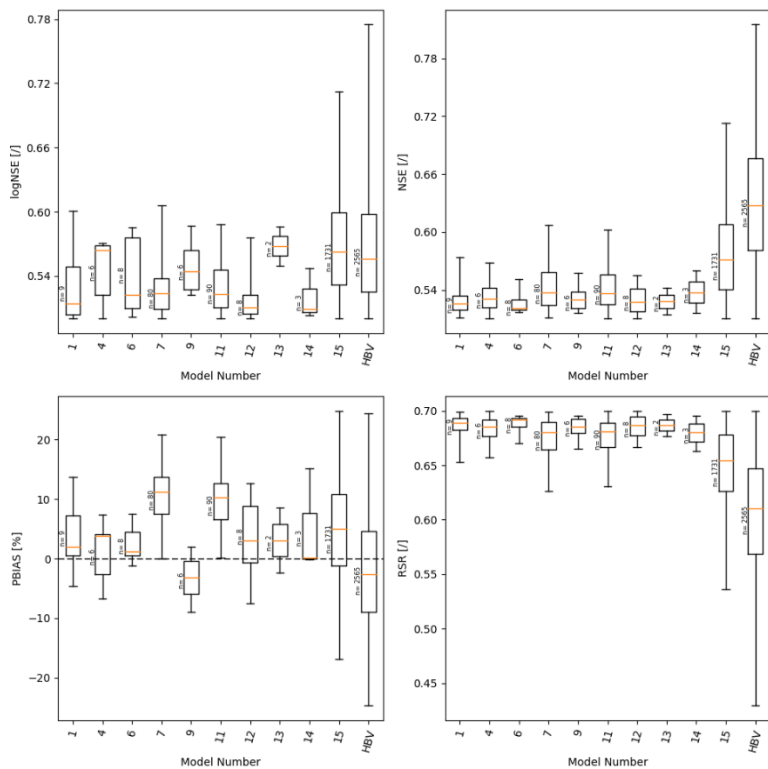 logNSE [/]
0.78
0.72
0.66
0.60
0.54
n= 9
n= 6
n= 8
n= 80
n= 6
n= 90
n= 8
n= 2
n= 3
n= 1731
n= 2565
1 4 6 7 9 11 12 13 14 15 HBV
Model Number
NSE [/]
0.78
0.72
0.66
0.60
0.54
n= 9
n= 6
n= 8
n= 80
n= 6
n= 90
n= 8
n= 2
n= 3
n= 1731
n= 2565
1 4 6 7 9 11 12 13 14 15 HBV
Model Number
PBIAS [%]
20
10
0
−10
−20
n= 9
n= 6
n= 8
n= 80
n= 6
n= 90
n= 8
n= 2
n= 3
n= 1731
n= 2565
1 4 6 7 9 11 12 13 14 15 HBV
Model Number
RSR [/]
0.70
0.65
0.60
0.55
0.50
0.45
n= 9
n= 6
n= 8
n= 80
n= 6
n= 90
n= 8
n= 2
n= 3
n= 1731
n= 2565
1 4 6 7 9 11 12 13 14 15 HBV
Model Number